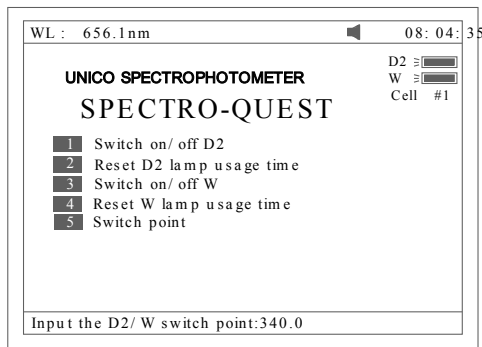 WL : 656.1nm 08: 04: 35
D2
W
Cell #1
UNICO SPECTROPHOTOMETER
SPECTRO-QUEST
1 Switch on/ off D2
2 Reset D2 lamp usage time
3 Switch on/ off W
4 Reset W lamp usage time
5 Switch point
Input the D2/ W switch point:340.0